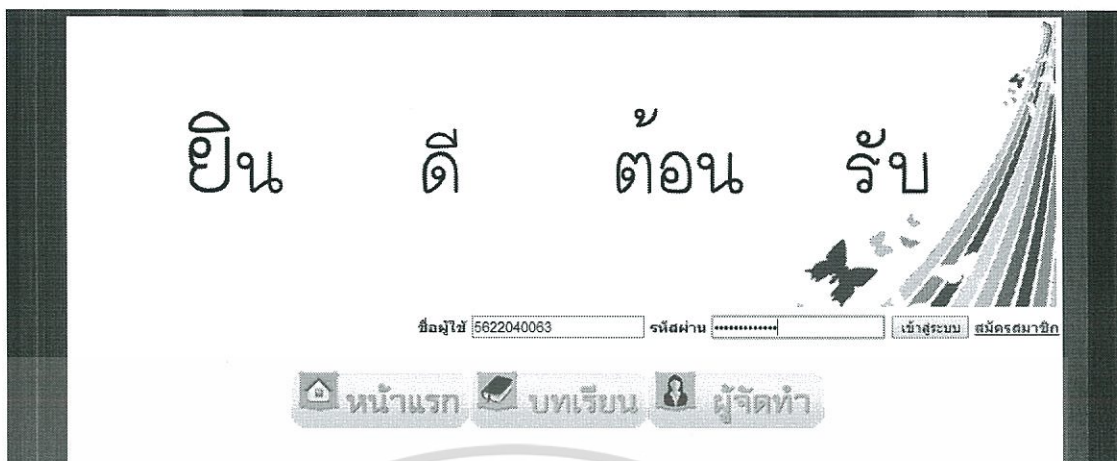 ยิน ดี ต้อน รับ
ชื่อผู้ใช้ 5622040063 รหัสผ่าน ••••••••••••• เข้าสู่ระบบ สมัครสมาชิก
หน้าแรก บทเรียน ผู้จัดทำ